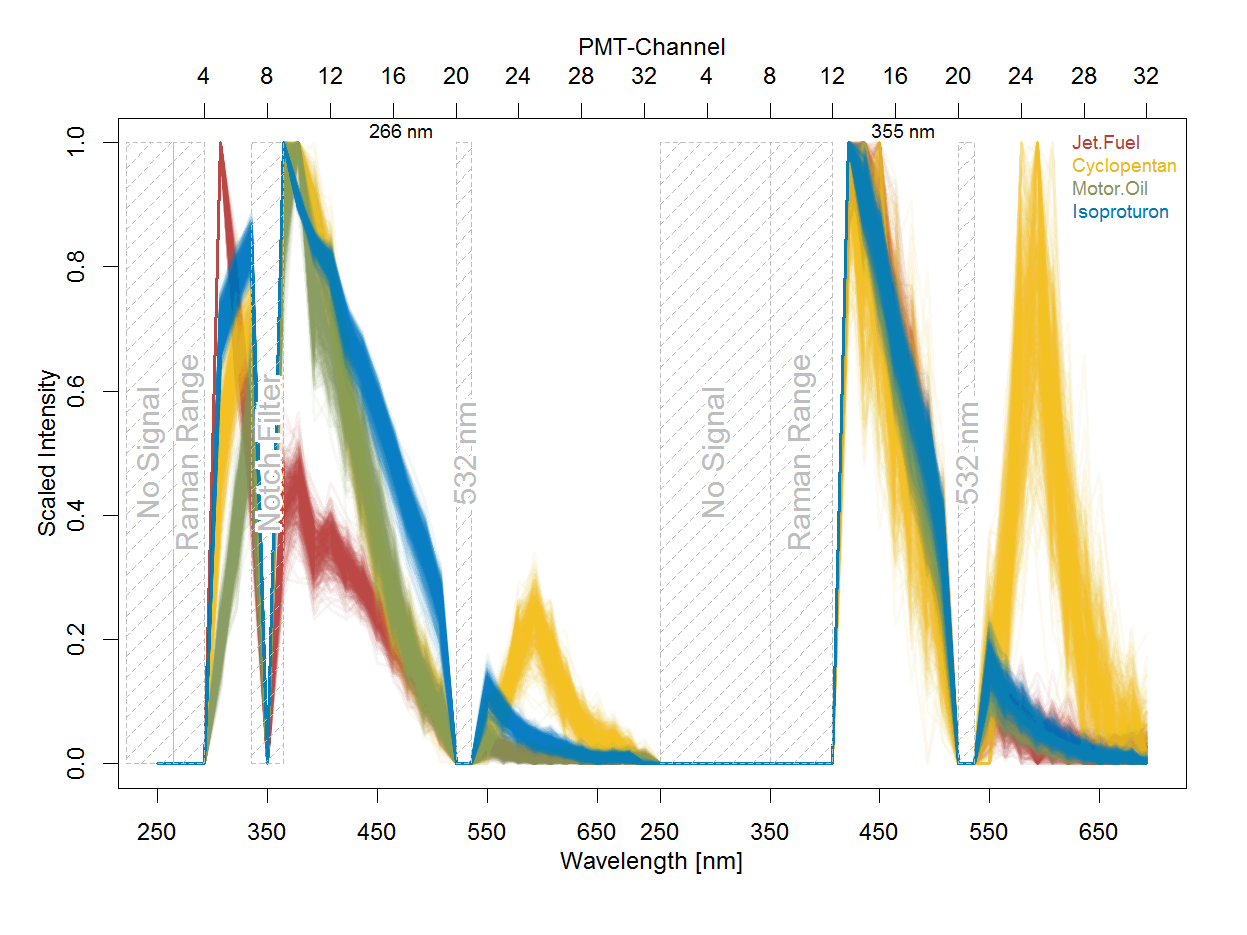 PMT-Channel
4 8 12 16 20 24 28 32 4 8 12 16 20 24 28 32
266 nm 355 nm
Jet.Fuel
Cyclopentan
Motor.Oil
Isoproturon
1.0
0.8
0.6
0.4
0.2
0.0
Scaled Intensity
No Signal
Raman Range
Notch Filter
532 nm
No Signal
Raman Range
532 nm
250 350 450 550 650 250 350 450 550 650
Wavelength [nm]